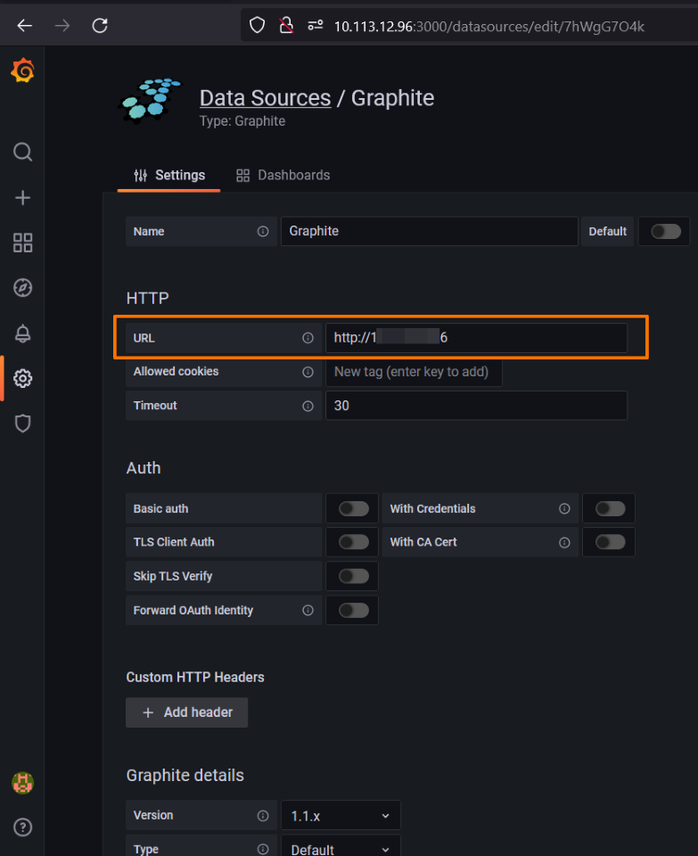 10.113.12.96:3000/datasources/edit/7hWgG7O4k
Data Sources / Graphite
Type: Graphite
Settings
Dashboards
Name
Graphite
Default
HTTP
URL
http://1 6
Allowed cookies
New tag (enter key to add)
Timeout
30
Auth
Basic auth
With Credentials
TLS Client Auth
With CA Cert
Skip TLS Verify
Forward OAuth Identity
Custom HTTP Headers
+ Add header
Graphite details
Version
1.1.x
Type
Default